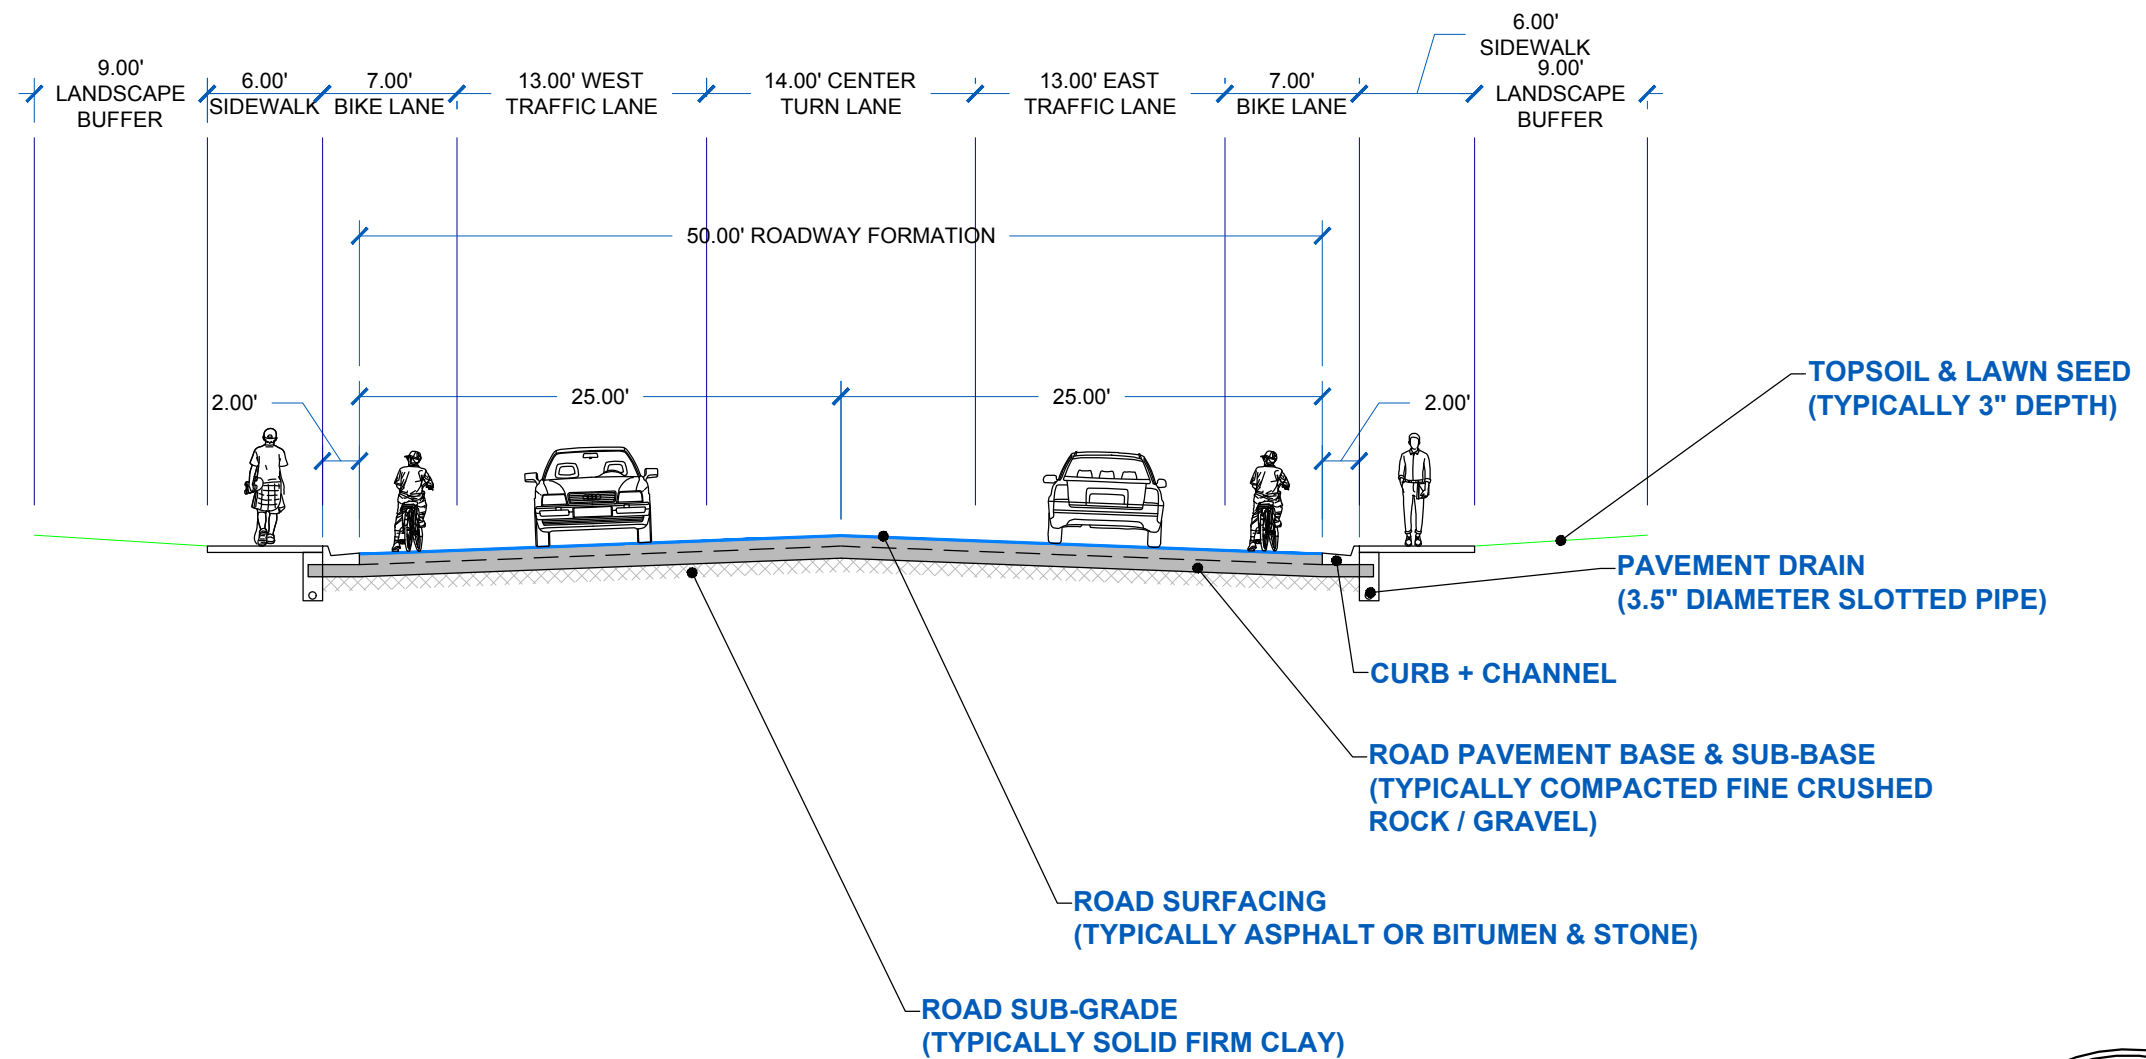 9.00'
LANDSCAPE
BUFFER
6.00'
SIDEWALK
7.00'
BIKE LANE
13.00' WEST
TRAFFIC LANE
14.00' CENTER
TURN LANE
13.00' EAST
TRAFFIC LANE
7.00'
BIKE LANE
6.00'
SIDEWALK
9.00'
LANDSCAPE
BUFFER
50.00' ROADWAY FORMATION
2.00'
25.00'
25.00'
2.00'
TOPSOIL & LAWN SEED
(TYPICALLY 3" DEPTH)
PAVEMENT DRAIN
(3.5" DIAMETER SLOTTED PIPE)
CURB + CHANNEL
ROAD PAVEMENT BASE & SUB-BASE
(TYPICALLY COMPACTED FINE CRUSHED
ROCK / GRAVEL)
ROAD SURFACING
(TYPICALLY ASPHALT OR BITUMEN & STONE)
ROAD SUB-GRADE
(TYPICALLY SOLID FIRM CLAY)